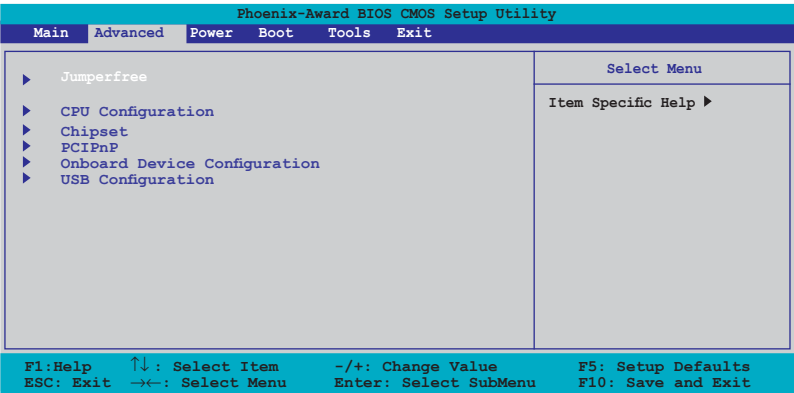 Phoenix-Award BIOS CMOS Setup Utility
Main Advanced Power Boot Tools Exit
Jumperfree
CPU Configuration
Chipset
PCIPnP
Onboard Device Configuration
USB Configuration
Select Menu
Item Specific Help
F1:Help ↑↓: Select Item -/+: Change Value F5: Setup Defaults
ESC: Exit →←: Select Menu Enter: Select SubMenu F10: Save and Exit